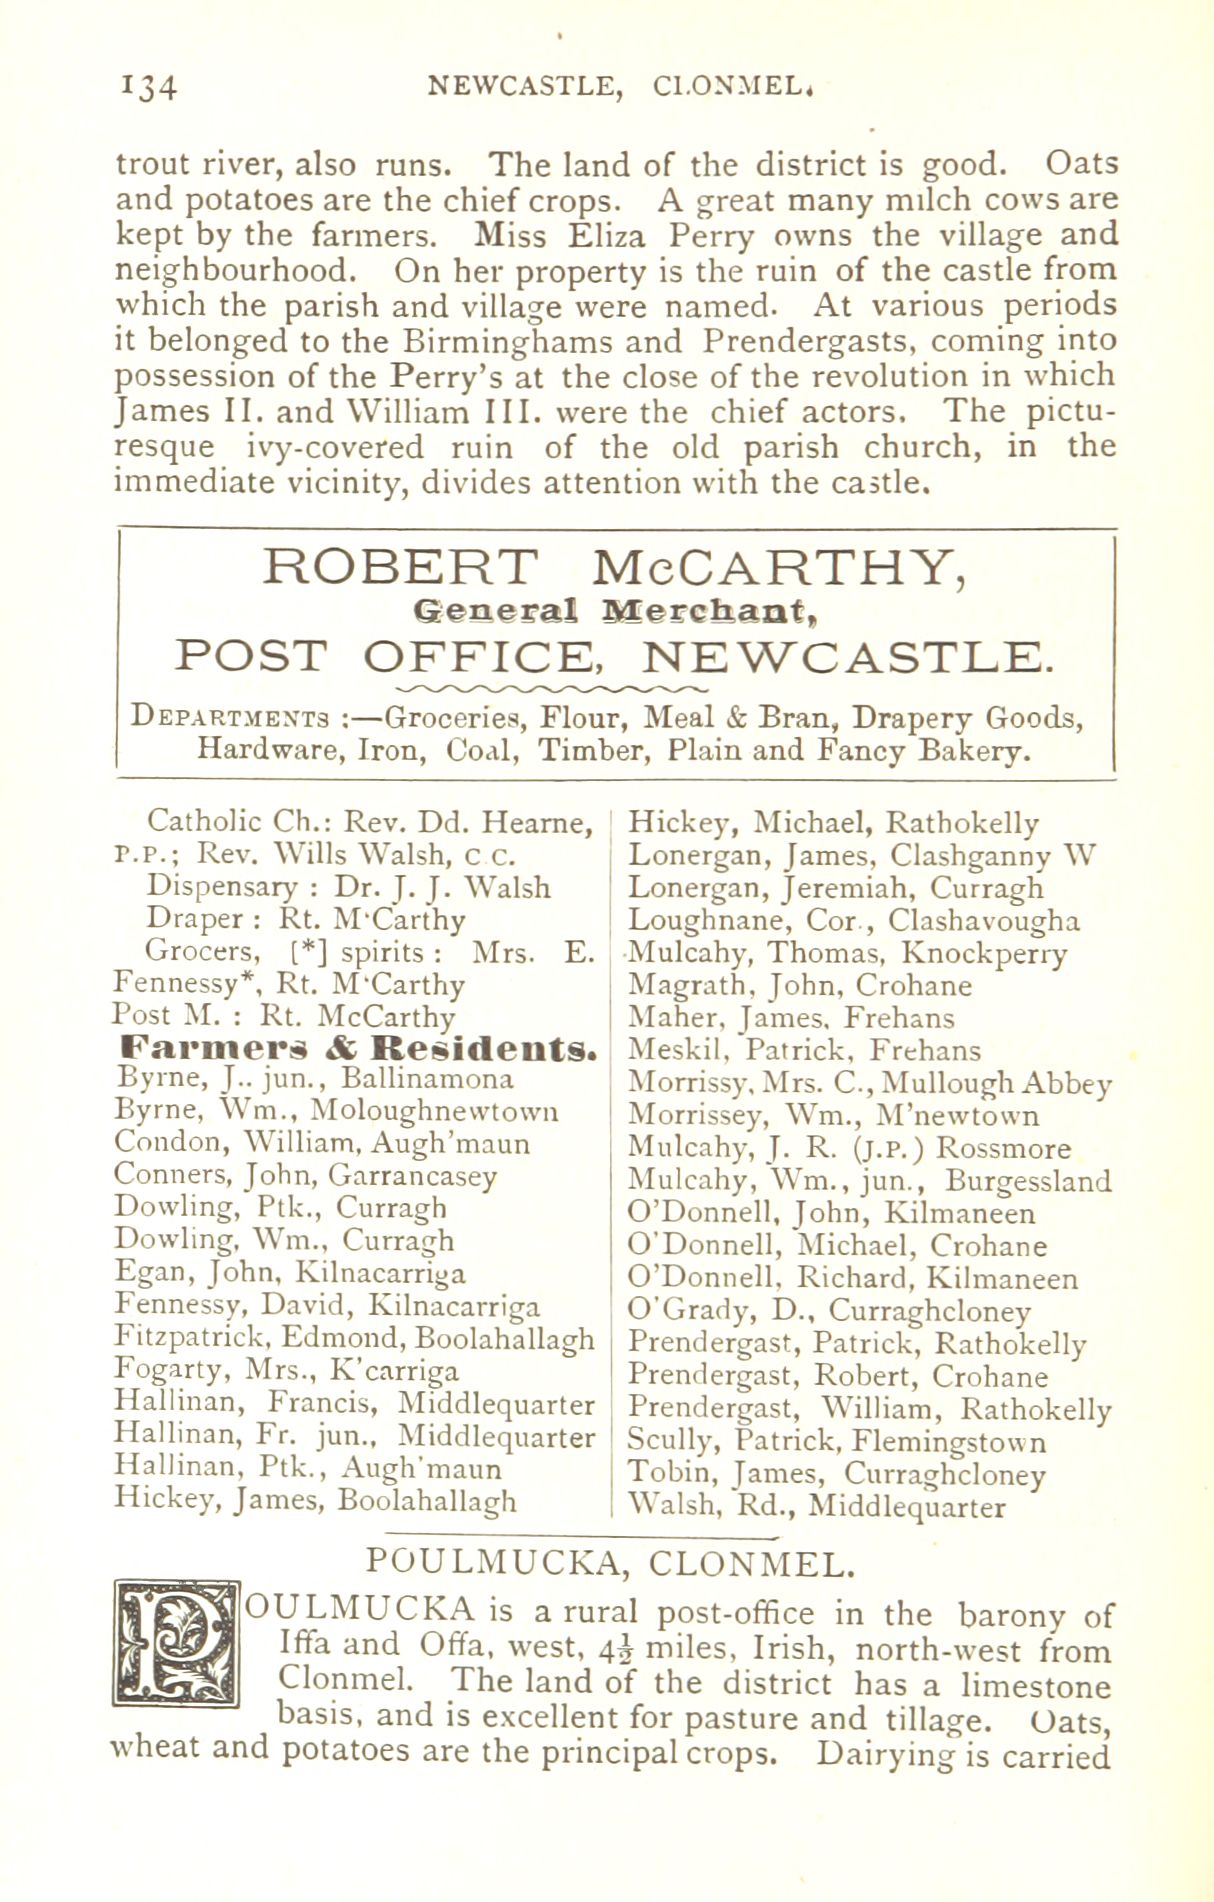 134
NEWCASTLE, CLONMEL.
trout river, also runs. The land of the district is good. Oats
and potatoes are the chief crops. A great many milch cows are
kept by the farmers. Miss Eliza Perry owns the village and
neighbourhood. On her property is the ruin of the castle from
which the parish and village were named. At various periods
it belonged to the Birminghams and Prendergasts, coming into
possession of the Perry's at the close of the revolution in which
James II. and William III. were the chief actors. The pictu-
resque ivy-covered ruin of the old parish church, in the
immediate vicinity, divides attention with the castle.
ROBERT McCARTHY,
General Merchant,
POST OFFICE, NEWCASTLE.
DEPARTMENTS :—Groceries, Flour, Meal & Bran, Drapery Goods,
Hardware, Iron, Coal, Timber, Plain and Fancy Bakery.
Catholic Ch.: Rev. Dd. Hearne,
P.P.; Rev. Wills Walsh, C C.
Dispensary : Dr. J. J. Walsh
Draper : Rt. M'Carthy
Grocers, [*] spirits : Mrs. E.
Fennessy*, Rt. M'Carthy
Post M. : Rt. McCarthy
Farmers & Residents.
Byrne, J.. jun., Ballinamona
Byrne, Wm., Moloughnewtown
Condon, William, Augh'maun
Conners, John, Garrancasey
Dowling, Ptk., Curragh
Dowling, Wm., Curragh
Egan, John, Kilnacarriga
Fennessy, David, Kilnacarriga
Fitzpatrick, Edmond, Boolahallagh
Fogarty, Mrs., K'carriga
Hallinan, Francis, Middlequarter
Hallinan, Fr. jun., Middlequarter
Hallinan, Ptk., Augh'maun
Hickey, James, Boolahallagh
Hickey, Michael, Rathokelly
Lonergan, James, Clashganny W
Lonergan, Jeremiah, Curragh
Loughnane, Cor., Clashavougha
Mulcahy, Thomas, Knockperry
Magrath, John, Crohane
Maher, James, Frehans
Meskil, Patrick, Frehans
Morrissy, Mrs. C., Mullough Abbey
Morrissey, Wm., M'newtown
Mulcahy, J. R. (J.P.) Rossmore
Mulcahy, Wm., jun., Burgessland
O'Donnell, John, Kilmaneen
O'Donnell, Michael, Crohane
O'Donnell, Richard, Kilmaneen
O'Grady, D., Curraghcloney
Prendergast, Patrick, Rathokelly
Prendergast, Robert, Crohane
Prendergast, William, Rathokelly
Scully, Patrick, Flemingstown
Tobin, James, Curraghcloney
Walsh, Rd., Middlequarter
POULMUCKA, CLONMEL.
POULMUCKA is a rural post-office in the barony of
Iffa and Offa, west, 4½ miles, Irish, north-west from
Clonmel. The land of the district has a limestone
basis, and is excellent for pasture and tillage. Oats,
wheat and potatoes are the principal crops. Dairying is carried